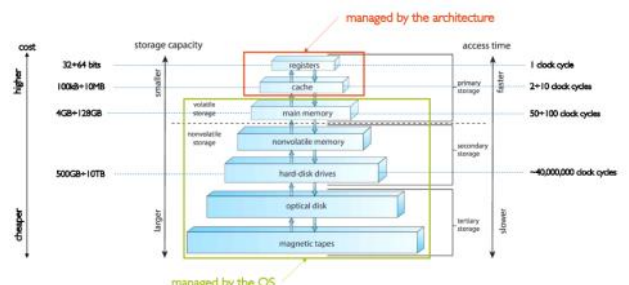 managed by the architecture
cost
storage capacity
access time
higher
smaller
32÷64 bits
registers
1 clock cycle
100kB÷10MB
cache
primary storage
faster
2÷10 clock cycles
volatile storage
4GB÷128GB
main memory
50÷100 clock cycles
nonvolatile storage
nonvolatile memory
secondary storage
500GB÷10TB
hard-disk drives
~40,000,000 clock cycles
optical disk
tertiary storage
cheaper
larger
magnetic tapes
slower
managed by the OS